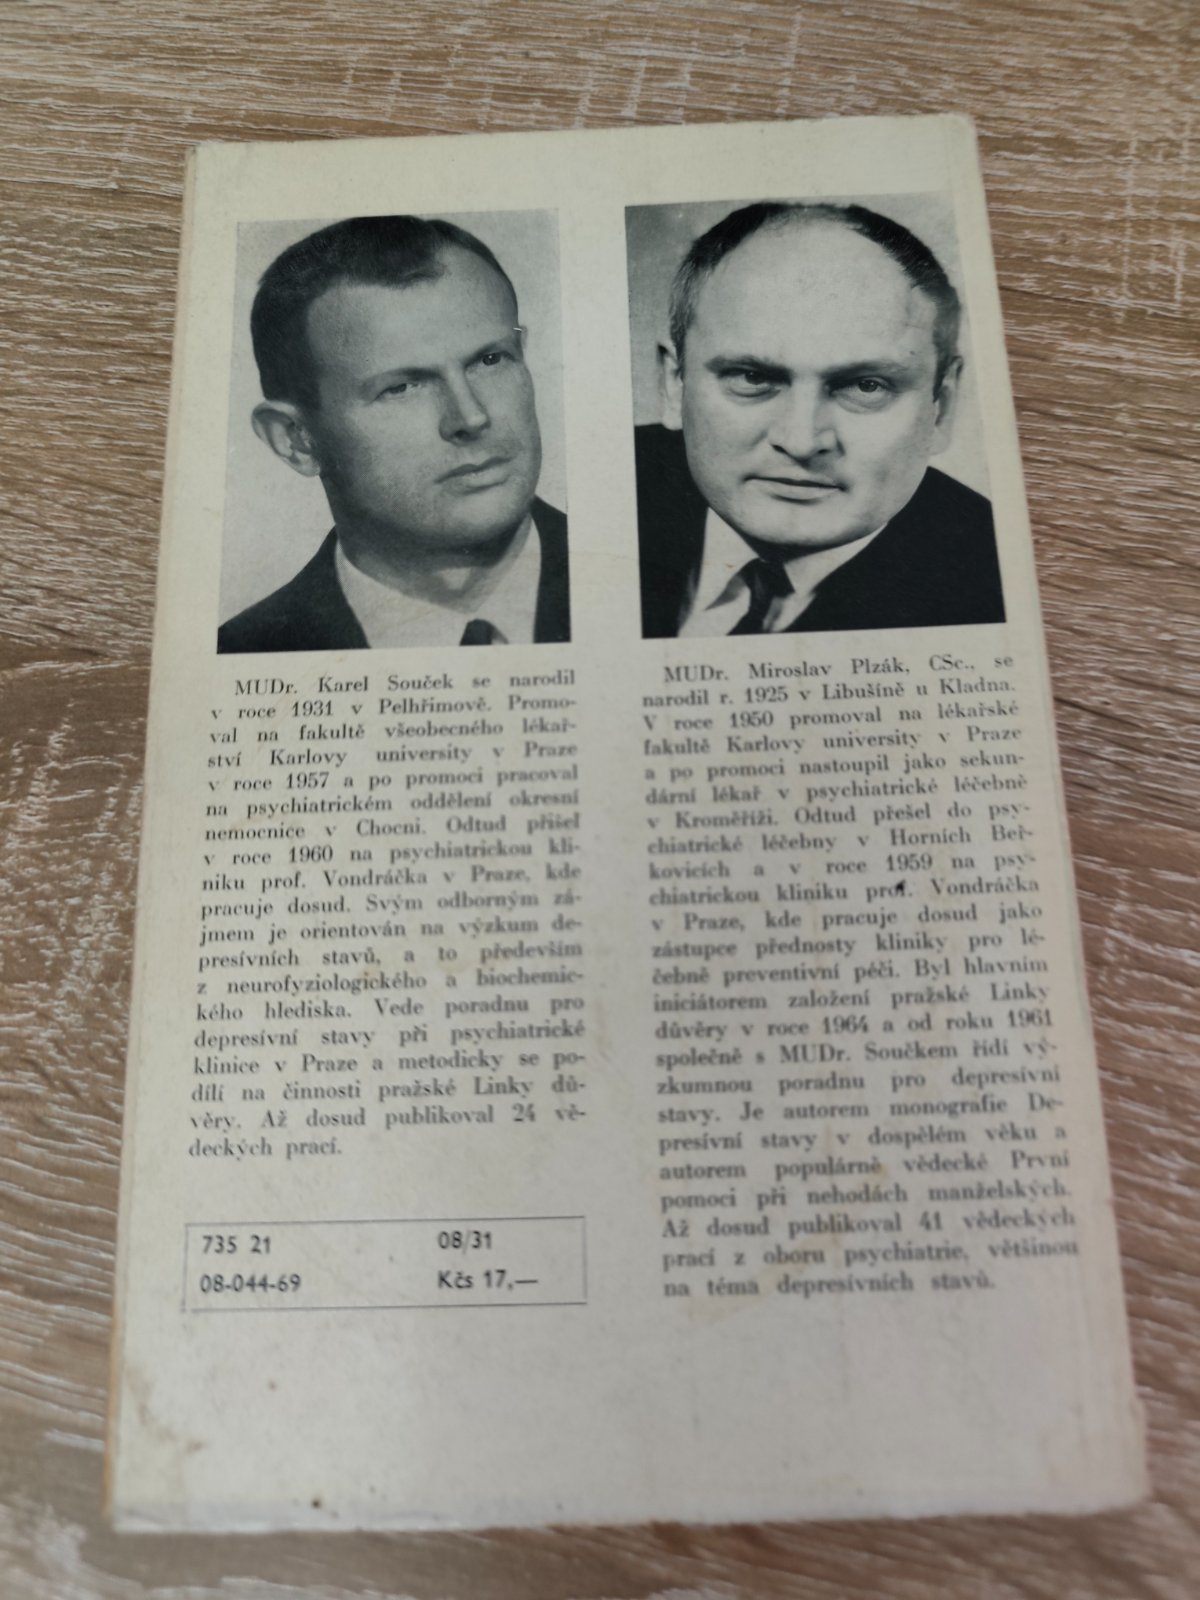 MUDr. Karel Souček se narodil
v roce 1931 v Pelhřimově. Promo-
val na fakultě všeobecného lékař-
ství Karlovy university v Praze
v roce 1957 a po promoci pracoval
na psychiatrickém oddělení okresní
nemocnice v Chocni. Odtud přišel
v roce 1960 na psychiatrickou kli-
niku prof. Vondráčka v Praze, kde
pracuje dosud. Svým odborným zá-
jmem je orientován na výzkum de-
presívních stavů, a to především
z neurofyziologického a biochemic-
kého hlediska. Vede poradnu pro
depresívní stavy při psychiatrické
klinice v Praze a metodicky se po-
dílí na činnosti pražské Linky dů-
věry. Až dosud publikoval 24 vě-
deckých prací.
735 21 08/31
08-044-69 Kčs 17,—
MUDr. Miroslav Plzák, CSc., se
narodil r. 1925 v Libušíně u Kladna.
V roce 1950 promoval na lékařské
fakultě Karlovy university v Praze
a po promoci nastoupil jako sekun-
dární lékař v psychiatrické léčebně
v Kroměříži. Odtud přešel do psy-
chiatrické léčebny v Horních Beř-
kovicích a v roce 1959 na psy-
chiatrickou kliniku prof. Vondráčka
v Praze, kde pracuje dosud jako
zástupce přednosty kliniky pro lé-
čebně preventivní péči. Byl hlavním
iniciátorem založení pražské Linky
důvěry v roce 1964 a od roku 1961
společně s MUDr. Součkem řídí vý-
zkumnou poradnu pro depresívní
stavy. Je autorem monografie De-
presívní stavy v dospělém věku a
autorem populárně vědecké První
pomoci při nehodách manželských.
Až dosud publikoval 41 vědeckých
prací z oboru psychiatrie, většinou
na téma depresívních stavů.